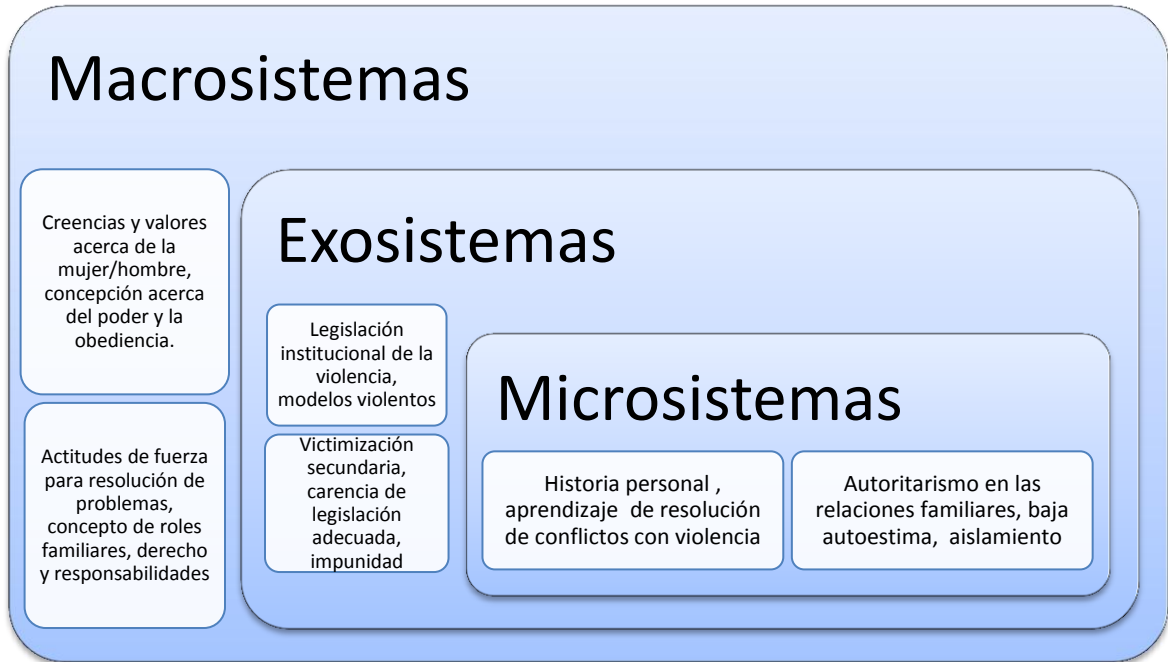 Macrosistemas
Creencias y valores
acerca de la
mujer/hombre,
concepción acerca
del poder y la
obediencia.
Actitudes de fuerza
para resolución de
problemas,
concepto de roles
familiares, derecho
y responsabilidades
Exosistemas
Legislación
institucional de la
violencia,
modelos violentos
Victimización
secundaria,
carencia de
legislación
adecuada,
impunidad
Microsistemas
Historia personal ,
aprendizaje  de resolución
de conflictos con violencia
Autoritarismo en las
relaciones familiares, baja
autoestima,  aislamiento